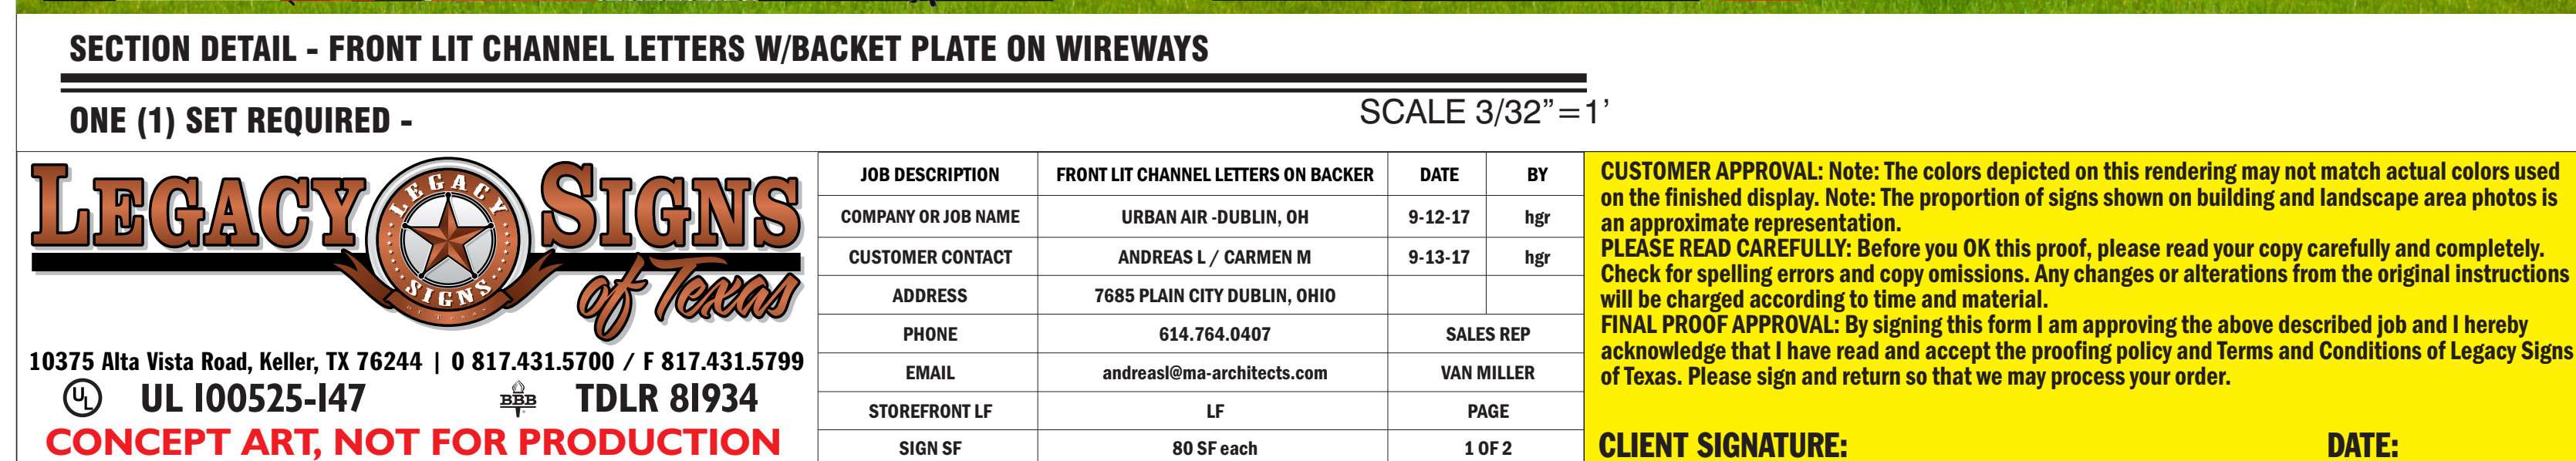 SECTION DETAIL - FRONT LIT CHANNEL LETTERS W/BACKET PLATE ON WIREWAYS
ONE (1) SET REQUIRED -
SCALE 3/32”=1’
LEGACY SIGNS
of Texas
LEGACY
SIGNS
of Texas
10375 Alta Vista Road, Keller, TX 76244 | O 817.431.5700 / F 817.431.5799
UL
UL 100525-147
BBB
TDLR 81934
CONCEPT ART, NOT FOR PRODUCTION
JOB DESCRIPTION FRONT LIT CHANNEL LETTERS ON BACKER DATE BY
COMPANY OR JOB NAME URBAN AIR -DUBLIN, OH 9-12-17 hgr
CUSTOMER CONTACT ANDREAS L / CARMEN M 9-13-17 hgr
ADDRESS 7685 PLAIN CITY DUBLIN, OHIO
PHONE 614.764.0407 SALES REP
EMAIL andreasl@ma-architects.com VAN MILLER
STOREFRONT LF LF PAGE
SIGN SF 80 SF each 1 OF 2
CUSTOMER APPROVAL: Note: The colors depicted on this rendering may not match actual colors used
on the finished display. Note: The proportion of signs shown on building and landscape area photos is
an approximate representation.
PLEASE READ CAREFULLY: Before you OK this proof, please read your copy carefully and completely.
Check for spelling errors and copy omissions. Any changes or alterations from the original instructions
will be charged according to time and material.
FINAL PROOF APPROVAL: By signing this form I am approving the above described job and I hereby
acknowledge that I have read and accept the proofing policy and Terms and Conditions of Legacy Signs
of Texas. Please sign and return so that we may process your order.
CLIENT SIGNATURE: DATE: